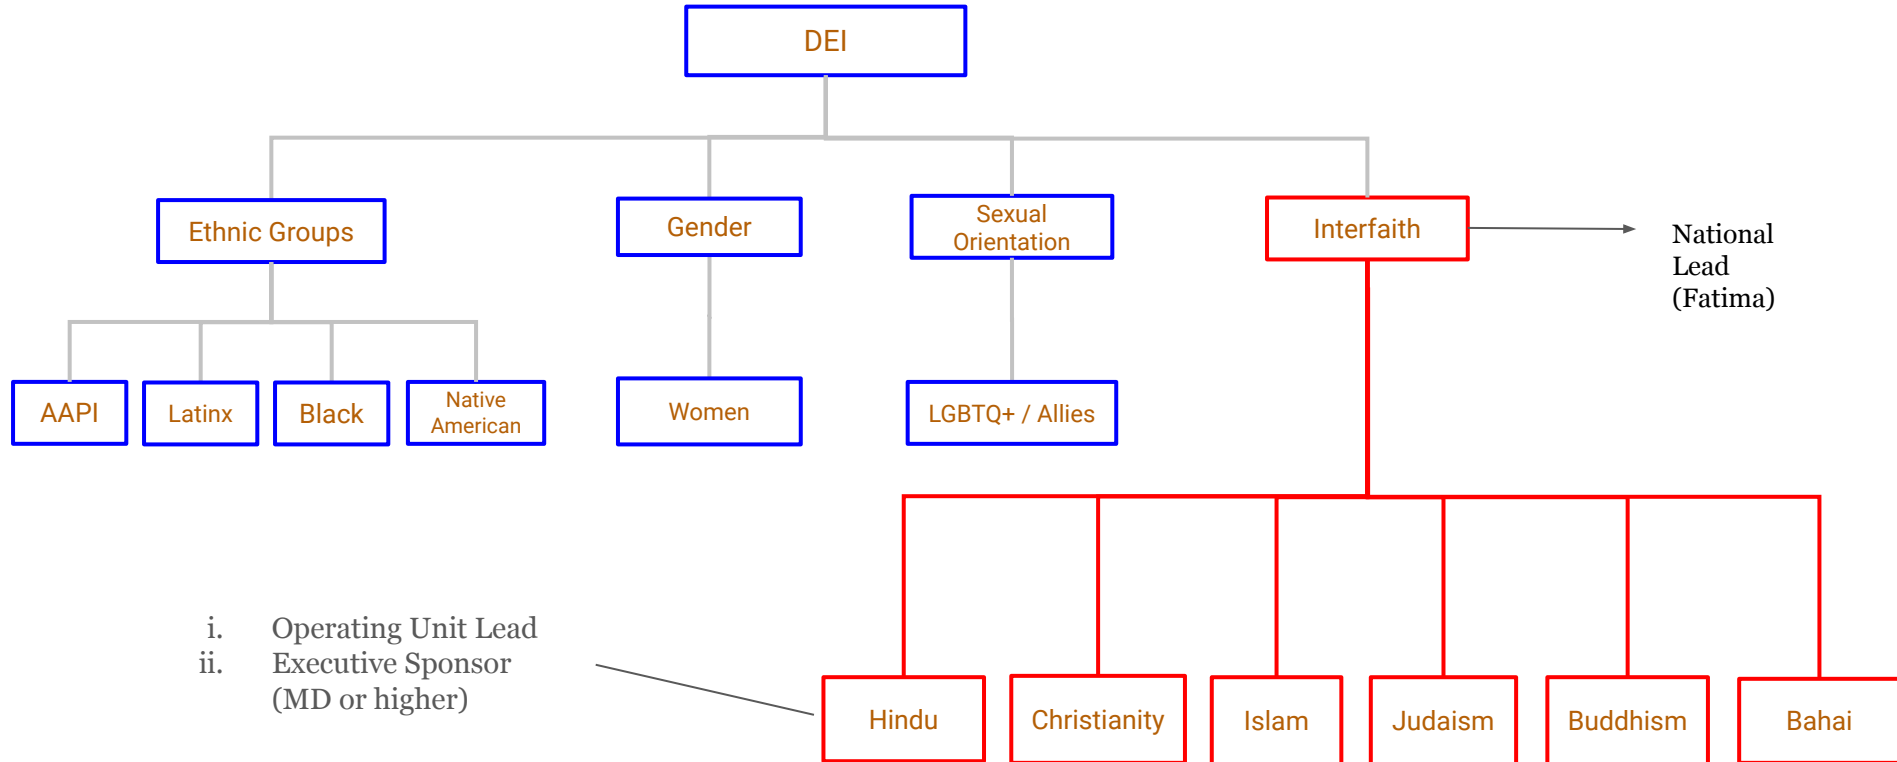 DEI
Ethnic Groups
Gender
Sexual
Orientation
Interfaith
National
Lead
(Fatima)
AAPI
Latinx
Black
Native
American
Women
LGBTQ+ / Allies
i. Operating Unit Lead
ii. Executive Sponsor
(MD or higher)
Hindu
Christianity
Islam
Judaism
Buddhism
Bahai